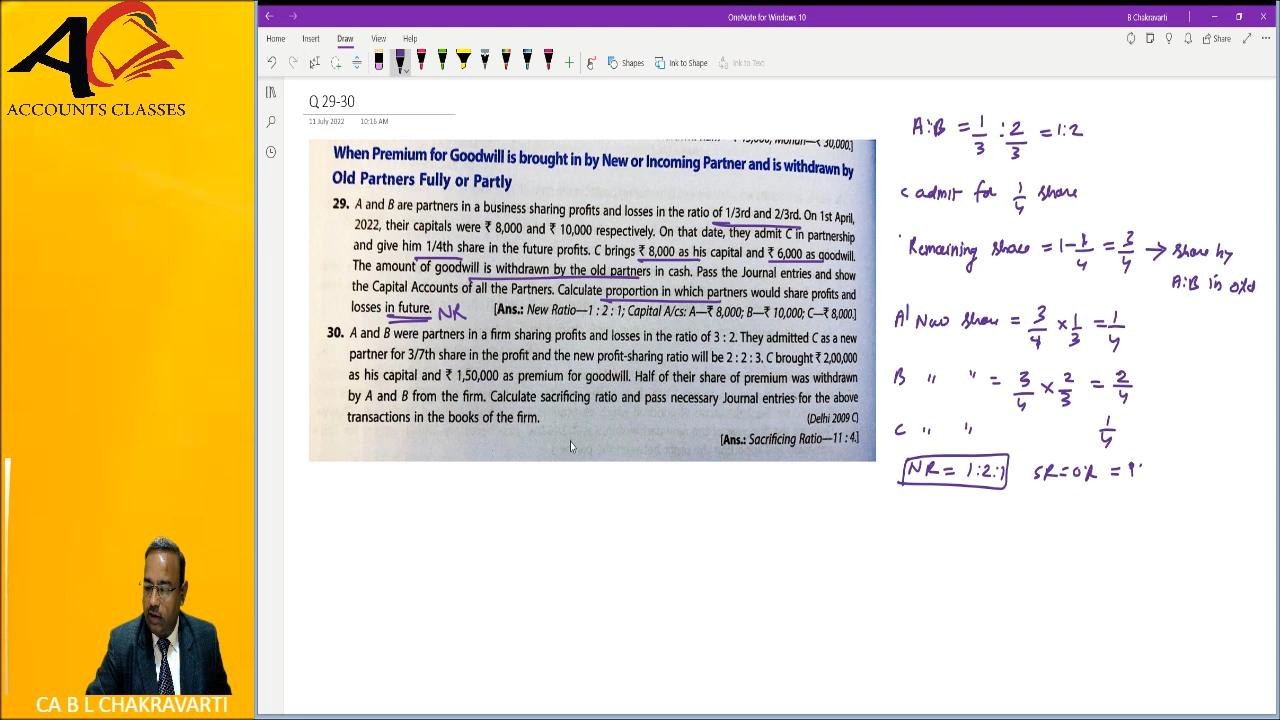 AC
ACCOUNTS CLASSES
OneNote for Windows 10
B Chakravarti
Home Insert Draw View Help
Share
Shapes Ink to Shape Ink to Text
Q 29-30
11 July 2022 10:16 AM
30,000.]
When Premium for Goodwill is brought in by New or Incoming Partner and is withdrawn by
Old Partners Fully or Partly
29. A and B are partners in a business sharing profits and losses in the ratio of 1/3rd and 2/3rd. On 1st April,
2022, their capitals were ₹ 8,000 and ₹ 10,000 respectively. On that date, they admit C in partnership
and give him 1/4th share in the future profits. C brings ₹ 8,000 as his capital and ₹ 6,000 as goodwill.
The amount of goodwill is withdrawn by the old partners in cash. Pass the Journal entries and show
the Capital Accounts of all the Partners. Calculate proportion in which partners would share profits and
losses in future. NR [Ans.: New Ratio—1 : 2 : 1; Capital A/cs: A—₹ 8,000; B—₹ 10,000; C—₹ 8,000.]
30. A and B were partners in a firm sharing profits and losses in the ratio of 3 : 2. They admitted C as a new
partner for 3/7th share in the profit and the new profit-sharing ratio will be 2 : 2 : 3. C brought ₹ 2,00,000
as his capital and ₹ 1,50,000 as premium for goodwill. Half of their share of premium was withdrawn
by A and B from the firm. Calculate sacrificing ratio and pass necessary Journal entries for the above
transactions in the books of the firm. (Delhi 2009 C)
[Ans.: Sacrificing Ratio—11 : 4.]
A:B = 1/3 : 2/3 = 1:2
C admit for 1/4 share
Remaining share = 1-1/4 = 3/4 → share by
A:B in old
A' New share = 3/4 × 1/3 = 1/4
B " " = 3/4 × 2/3 = 2/4
C " " 1/4
NR = 1:2:1 SR=OR =
CA B L CHAKRAVARTI